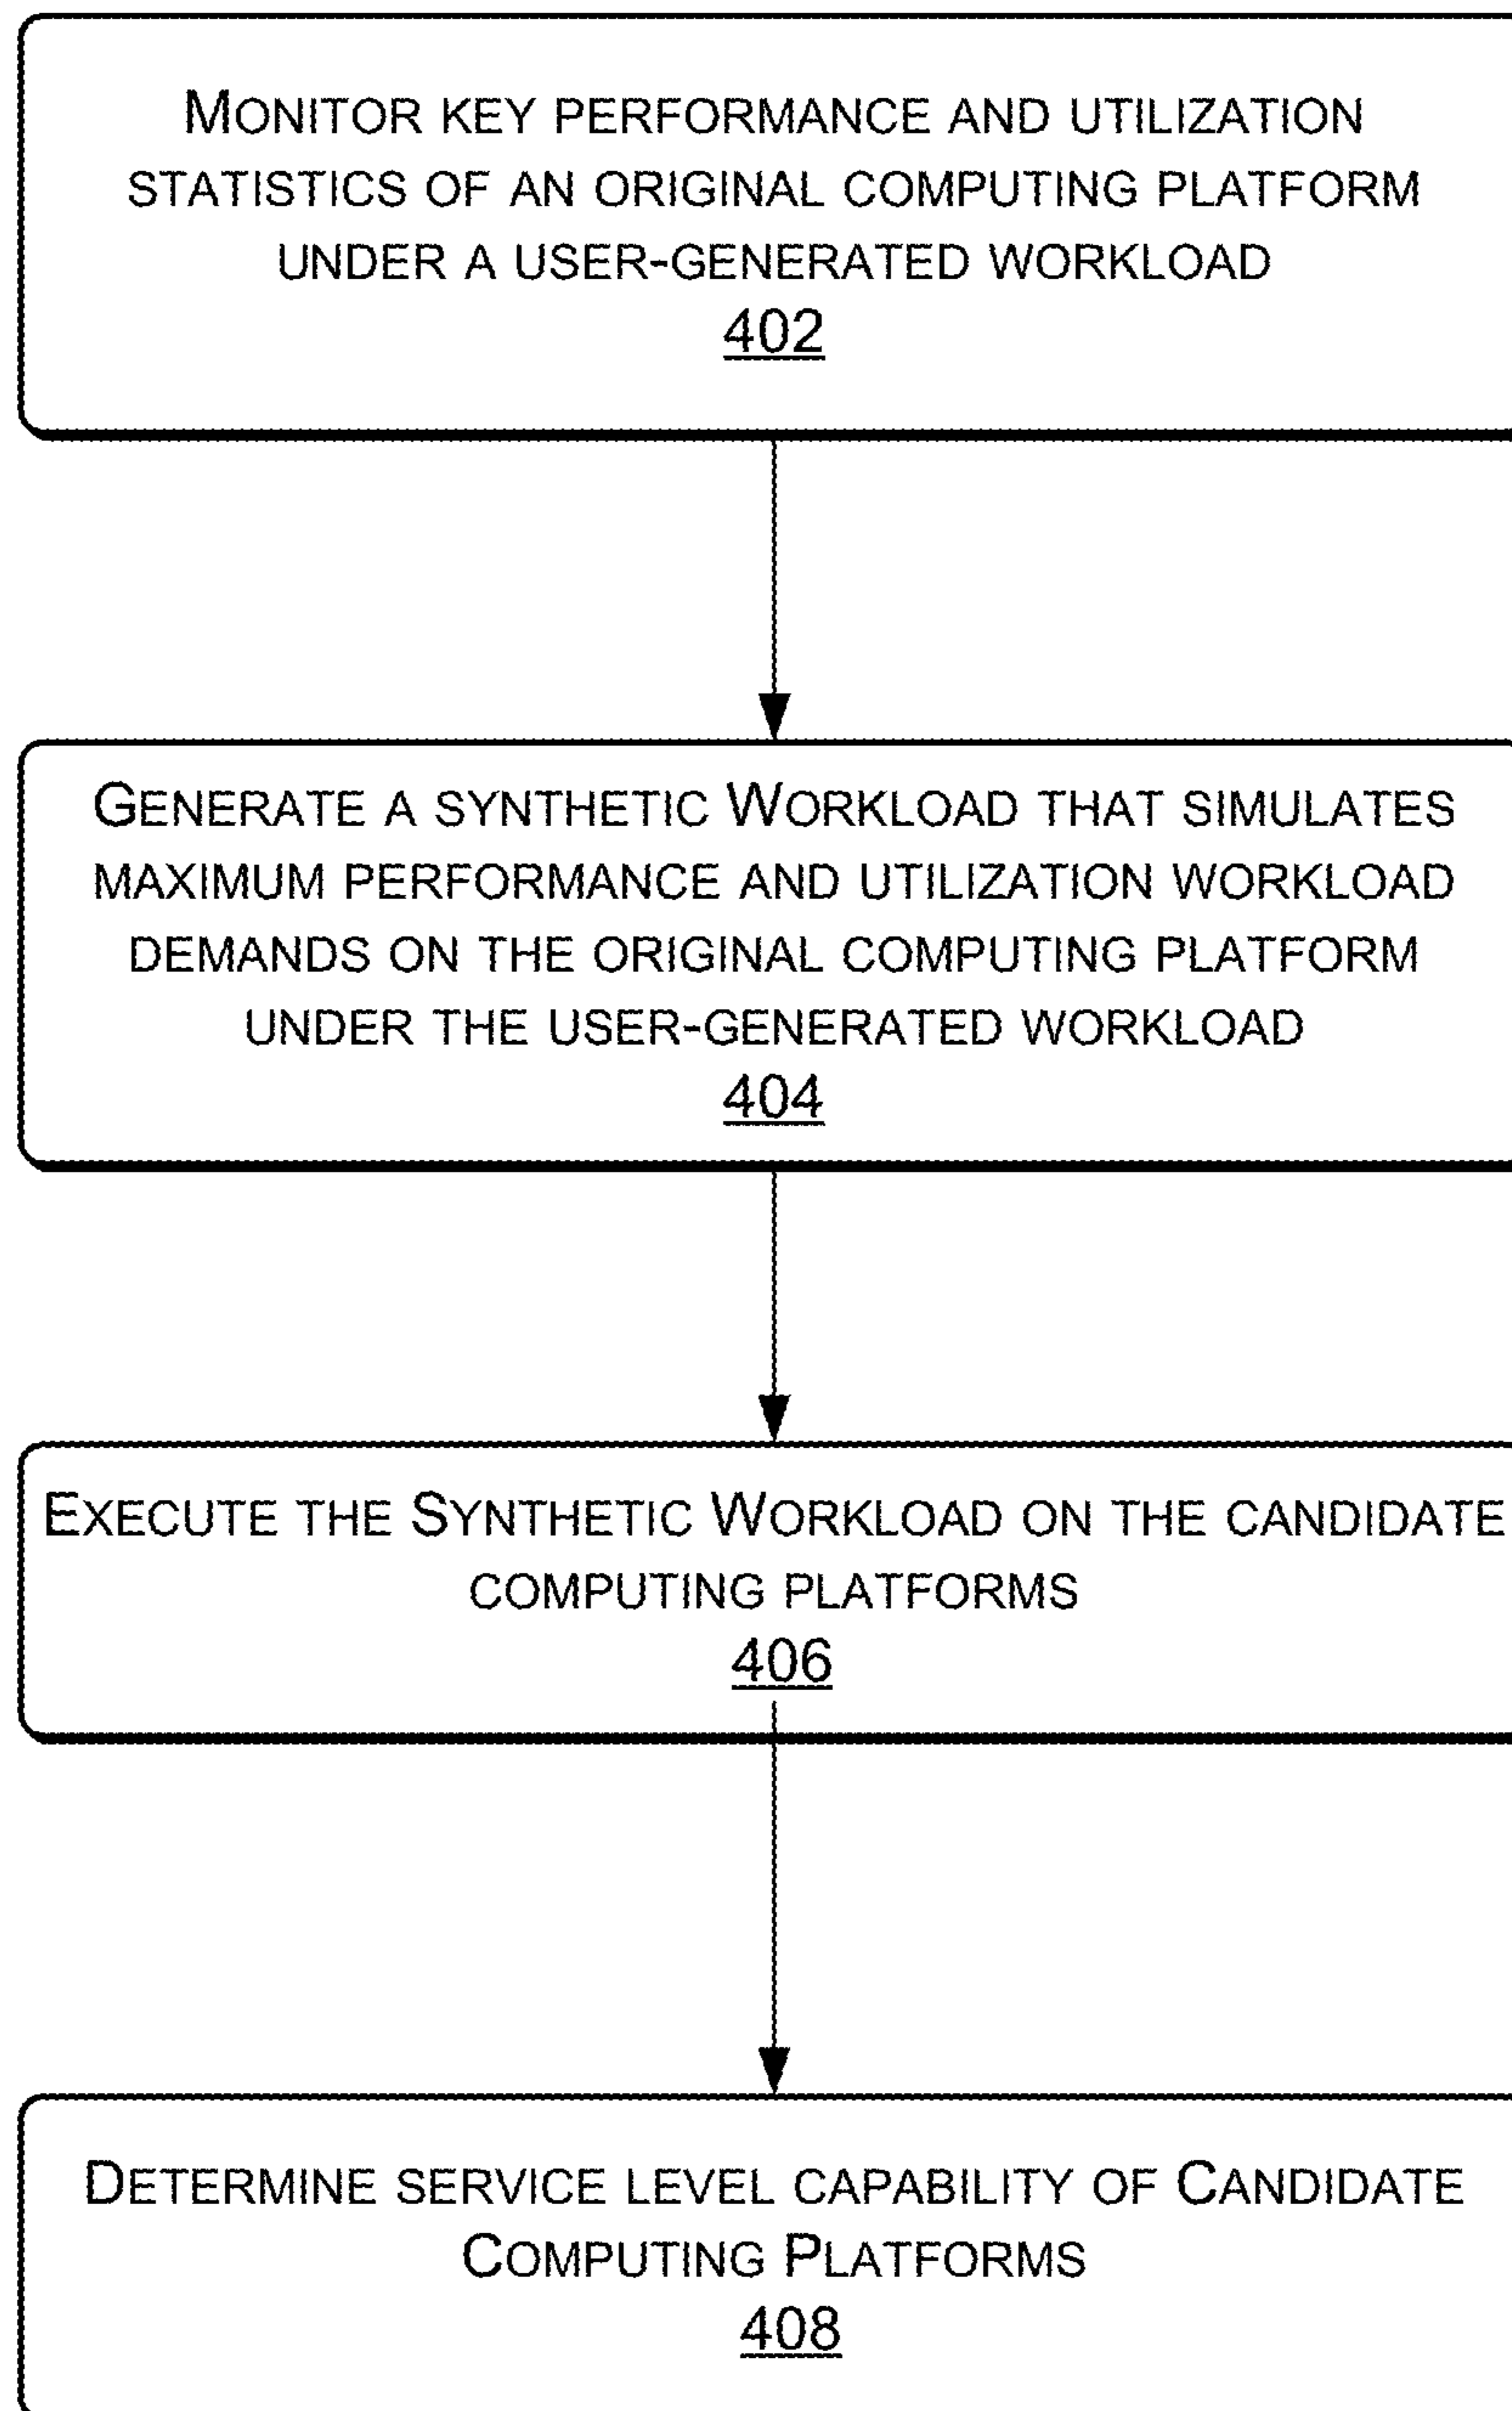 MONITOR KEY PERFORMANCE AND UTILIZATION
STATISTICS OF AN ORIGINAL COMPUTING PLATFORM
UNDER A USER-GENERATED WORKLOAD
402
GENERATE A SYNTHETIC WORKLOAD THAT SIMULATES
MAXIMUM PERFORMANCE AND UTILIZATION WORKLOAD
DEMANDS ON THE ORIGINAL COMPUTING PLATFORM
UNDER THE USER-GENERATED WORKLOAD
404
EXECUTE THE SYNTHETIC WORKLOAD ON THE CANDIDATE
COMPUTING PLATFORMS
406
DETERMINE SERVICE LEVEL CAPABILITY OF CANDIDATE
COMPUTING PLATFORMS
408